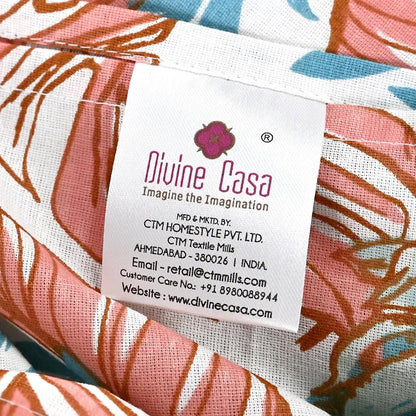 ®
Divine Casa
Imagine the Imagination
MFD & MKTD. BY.
CTM HOMESTYLE PVT. LTD.
CTM Textile Mills
AHMEDABAD - 380026 | INDIA.
Email - retail@ctmmills.com
Customer Care No.: +91 8980088944
Website : www.divinecasa.com